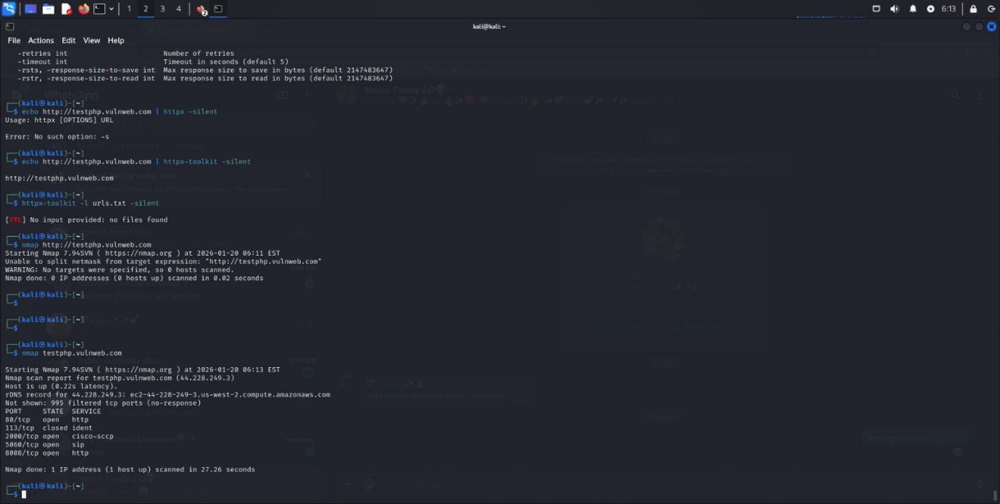 1 2 3 4 2 6:13
kali@kali: ~
File Actions Edit View Help
-retries int Number of retries
-timeout int Timeout in seconds (default 5)
-rsts, -response-size-to-save int Max response size to save in bytes (default 2147483647)
-rstr, -response-size-to-read int Max response size to read in bytes (default 2147483647)
┌──(kali㉿kali)-[~]
└─$ echo http://testphp.vulnweb.com | httpx -silent
Usage: httpx [OPTIONS] URL
Error: No such option: -s
┌──(kali㉿kali)-[~]
└─$ echo http://testphp.vulnweb.com | httpx-toolkit -silent
http://testphp.vulnweb.com
┌──(kali㉿kali)-[~]
└─$ httpx-toolkit -l urls.txt -silent
[FTL] No input provided: no files found
┌──(kali㉿kali)-[~]
└─$ nmap http://testphp.vulnweb.com
Starting Nmap 7.94SVN ( https://nmap.org ) at 2026-01-20 06:11 EST
Unable to split netmask from target expression: "http://testphp.vulnweb.com"
WARNING: No targets were specified, so 0 hosts scanned.
Nmap done: 0 IP addresses (0 hosts up) scanned in 0.02 seconds
┌──(kali㉿kali)-[~]
└─$
┌──(kali㉿kali)-[~]
└─$
┌──(kali㉿kali)-[~]
└─$ nmap testphp.vulnweb.com
Starting Nmap 7.94SVN ( https://nmap.org ) at 2026-01-20 06:13 EST
Nmap scan report for testphp.vulnweb.com (44.228.249.3)
Host is up (0.22s latency).
rDNS record for 44.228.249.3: ec2-44-228-249-3.us-west-2.compute.amazonaws.com
Not shown: 995 filtered tcp ports (no-response)
PORT STATE SERVICE
80/tcp open http
113/tcp closed ident
2000/tcp open cisco-sccp
5060/tcp open sip
8008/tcp open http
Nmap done: 1 IP address (1 host up) scanned in 27.26 seconds
┌──(kali㉿kali)-[~]
└─$
WhatsApp
Moron Family 2.O
background sync
Yesterday
Moron Family 2.O